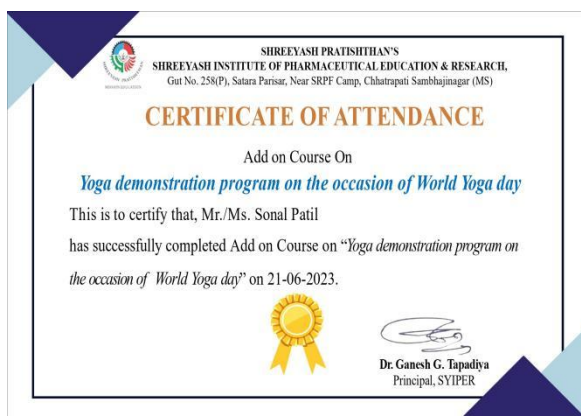 SHREEYASH PRATISHTHAN'S
SHREEYASH INSTITUTE OF PHARMACEUTICAL EDUCATION & RESEARCH,
Gut No. 258(P), Satara Parisar, Near SRPF Camp, Chhatrapati Sambhajinagar (MS)
CERTIFICATE OF ATTENDANCE
Add on Course On
Yoga demonstration program on the occasion of World Yoga day
This is to certify that, Mr./Ms. Sonal Patil
has successfully completed Add on Course on “Yoga demonstration program on
the occasion of World Yoga day” on 21-06-2023.
Dr. Ganesh G. Tapadiya
Principal, SYIPER